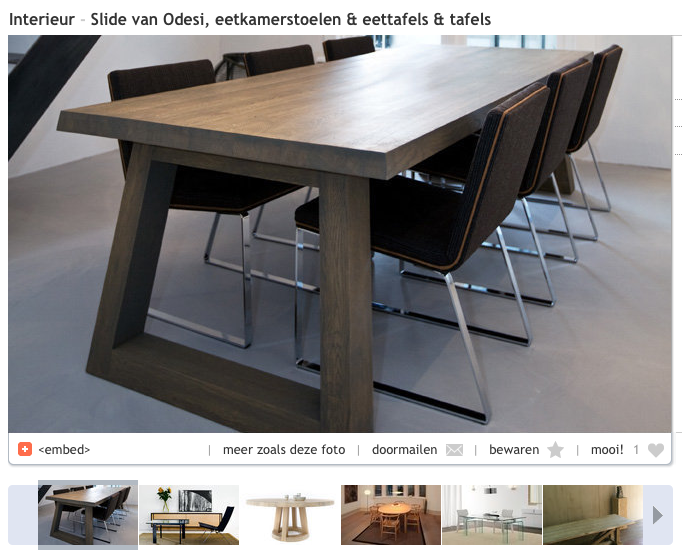 Interieur - Slide van Odesi, eetkamerstoelen & eettafels & tafels
<embed> | meer zoals deze foto | doormailen | bewaren | mooi! 1